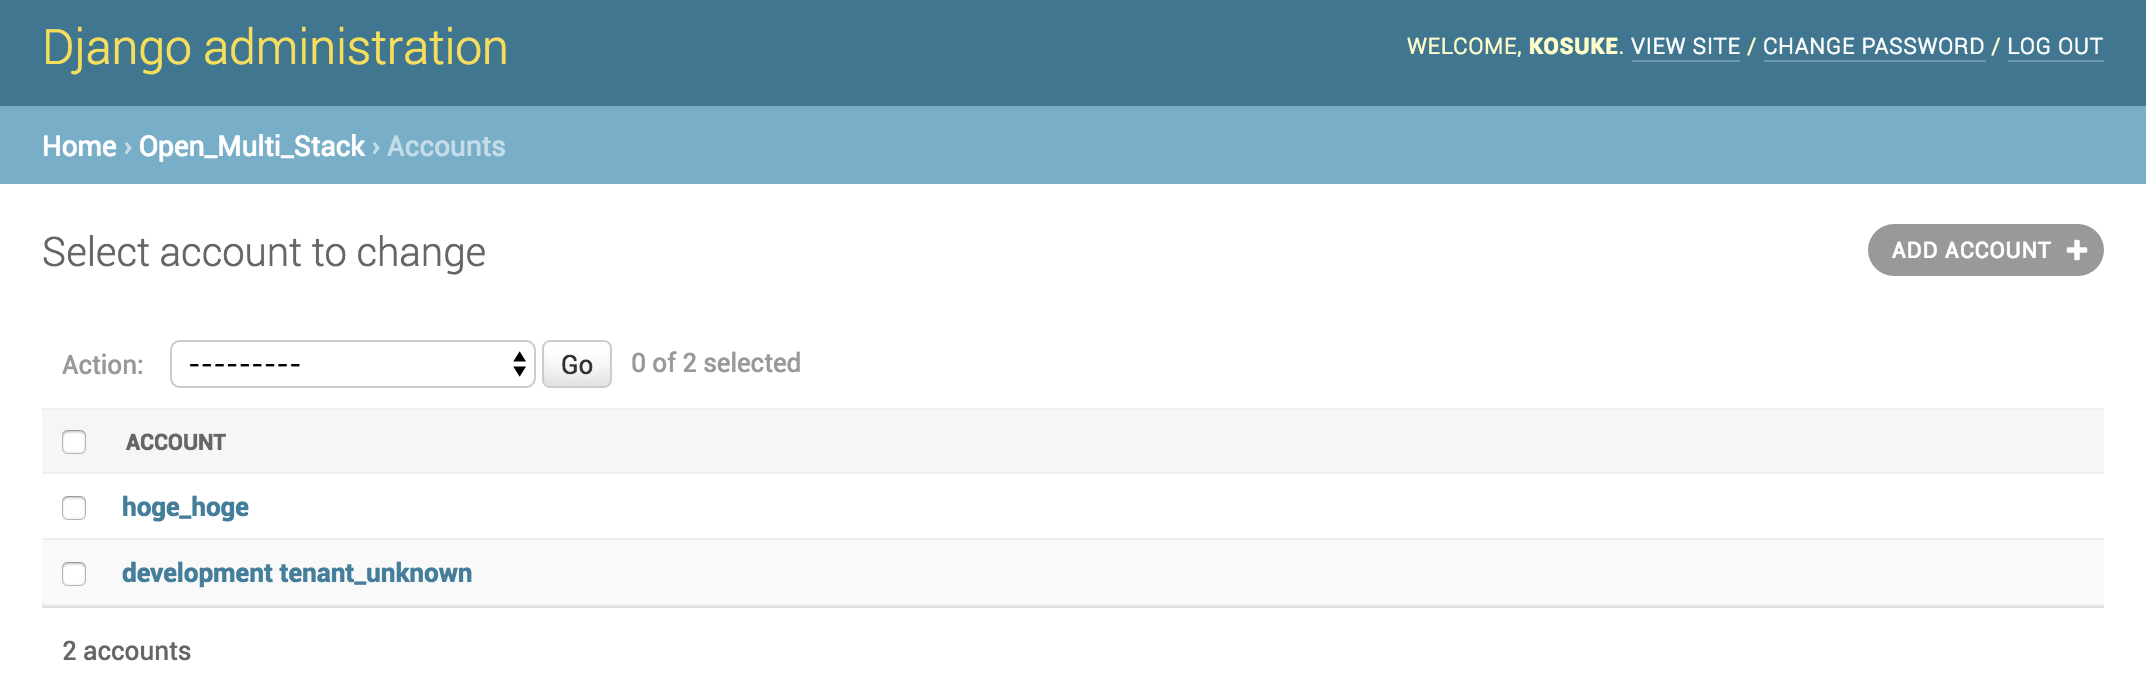 Django administration
WELCOME, KOSUKE. VIEW SITE / CHANGE PASSWORD / LOG OUT
Home › Open_Multi_Stack › Accounts
Select account to change
ADD ACCOUNT +
Action: --------- Go 0 of 2 selected
ACCOUNT
hoge_hoge
development tenant_unknown
2 accounts